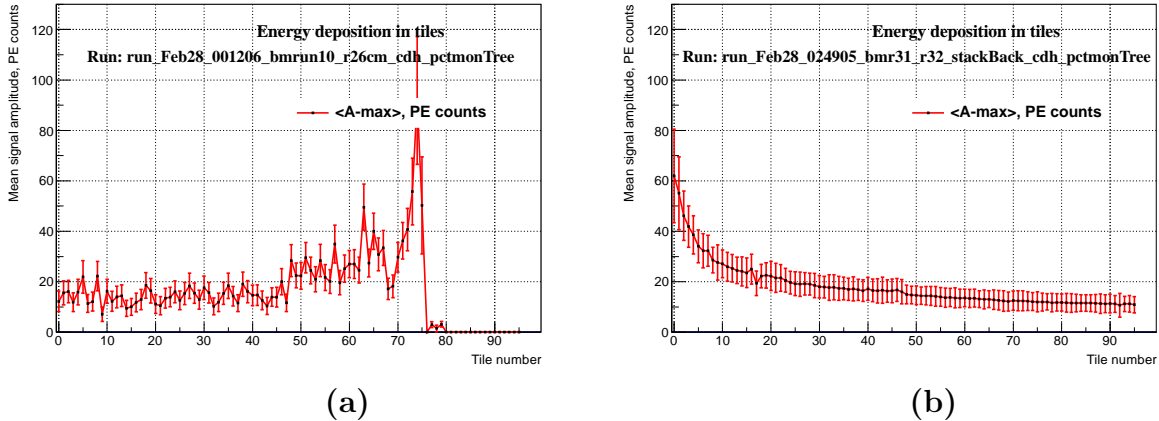 Energy deposition in tiles
Run: run_Feb28_001206_bmrun10_r26cm_cdh_pctmonTree
<A-max>, PE counts
Mean signal amplitude, PE counts
120
100
80
60
40
20
0
0 10 20 30 40 50 60 70 80 90
Tile number
(a)
Energy deposition in tiles
Run: run_Feb28_024905_bmr31_r32_stackBack_cdh_pctmonTree
<A-max>, PE counts
Mean signal amplitude, PE counts
120
100
80
60
40
20
0
0 10 20 30 40 50 60 70 80 90
Tile number
(b)